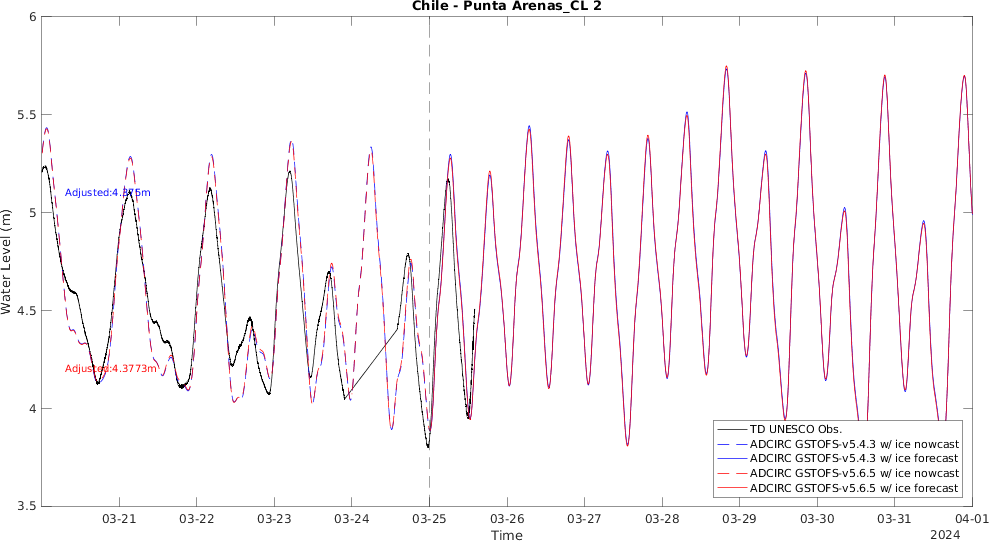 Chile - Punta Arenas_CL 2
6
5.5
5
4.5
4
3.5
Water Level (m)
Adjusted:4.375m
Adjusted:4.3773m
TD UNESCO Obs.
ADCIRC GSTOFS-v5.4.3 w/ ice nowcast
ADCIRC GSTOFS-v5.4.3 w/ ice forecast
ADCIRC GSTOFS-v5.6.5 w/ ice nowcast
ADCIRC GSTOFS-v5.6.5 w/ ice forecast
03-21 03-22 03-23 03-24 03-25 03-26 03-27 03-28 03-29 03-30 03-31 04-01
Time
2024